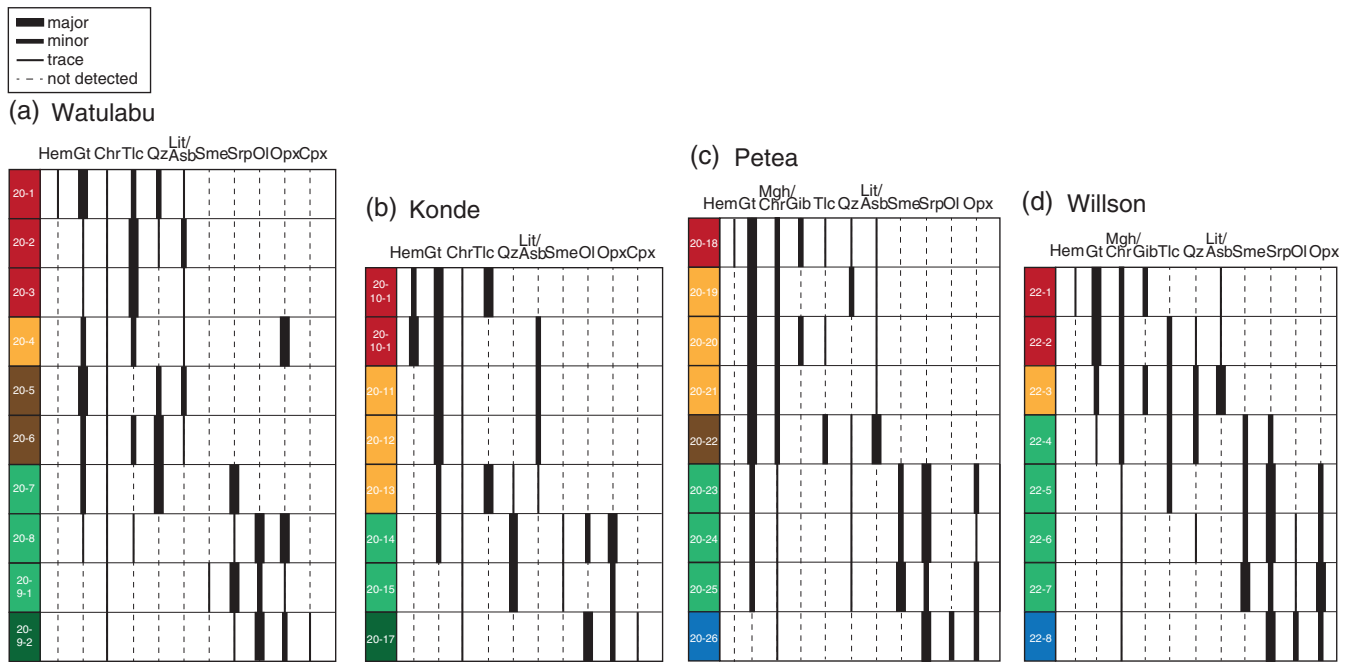 major
minor
trace
not detected
(a) Watulabu
Lit/
Hem Gt Chr Tlc Qz Asb Sme Srp Ol Opx Cpx
20-1
20-2
20-3
20-4
20-5
20-6
20-7
20-8
20-
9-1
20-
9-2
(b) Konde
Lit/
Hem Gt Chr Tlc Qz Asb Sme Ol Opx Cpx
20-
10-1
20-
10-1
20-11
20-12
20-13
20-14
20-15
20-17
(c) Petea
Mgh/ Lit/
Hem Gt Chr Gib Tlc Qz Asb Sme Srp Ol Opx
20-18
20-19
20-20
20-21
20-22
20-23
20-24
20-25
20-26
(d) Willson
Mgh/ Lit/
Hem Gt Chr Gib Tlc Qz Asb Sme Srp Ol Opx
22-1
22-2
22-3
22-4
22-5
22-6
22-7
22-8